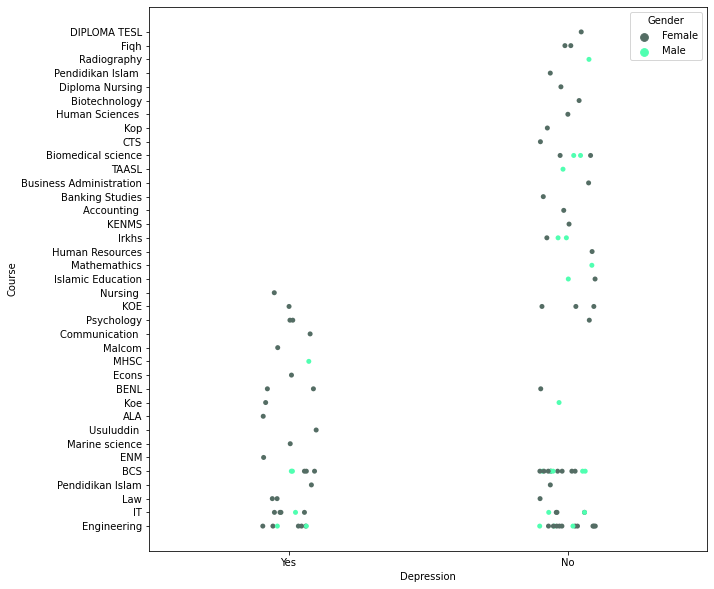 Gender
Female
Male
DIPLOMA TESL
Fiqh
Radiography
Pendidikan Islam
Diploma Nursing
Biotechnology
Human Sciences
Kop
CTS
Biomedical science
TAASL
Business Administration
Banking Studies
Accounting
KENMS
Irkhs
Human Resources
Mathemathics
Islamic Education
Nursing
KOE
Psychology
Communication
Malcom
MHSC
Econs
BENL
Koe
ALA
Usuluddin
Marine science
ENM
BCS
Pendidikan Islam
Law
IT
Engineering
Course
Yes
No
Depression